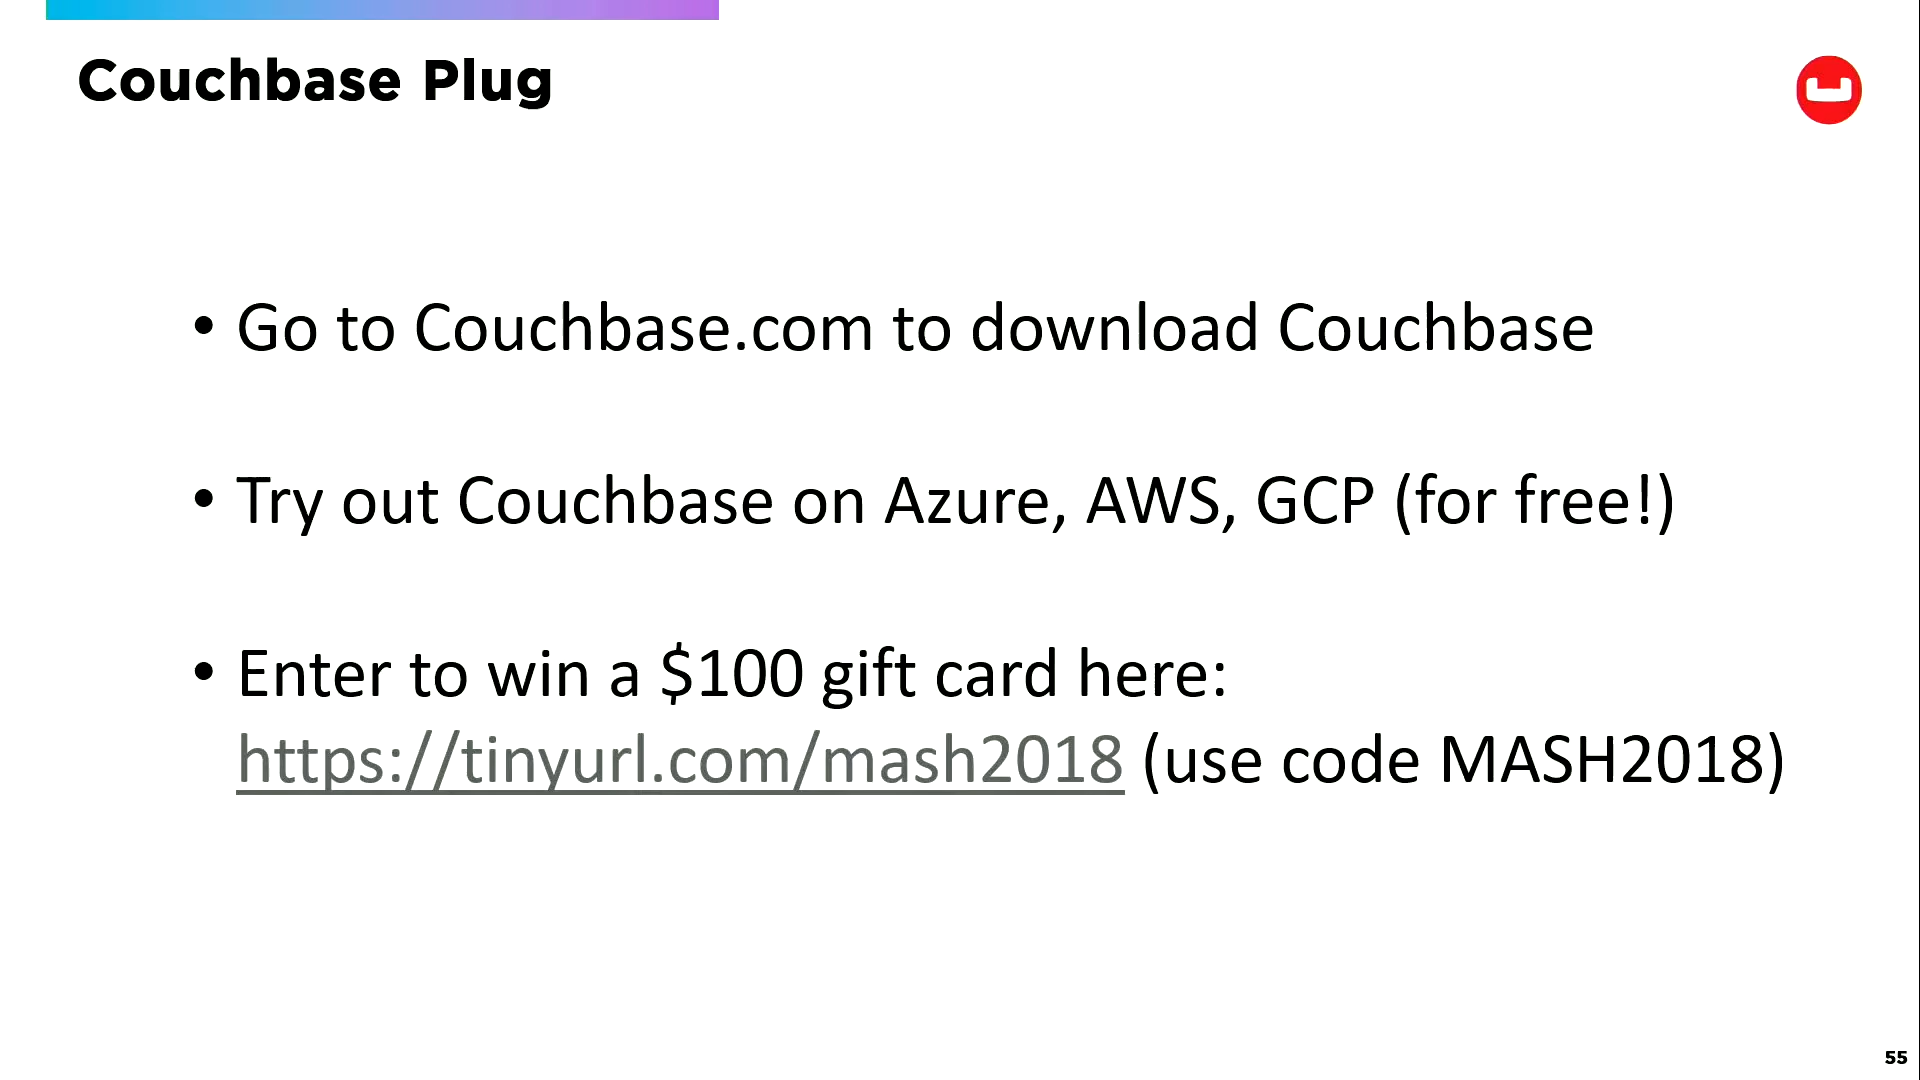 Couchbase Plug
• Go to Couchbase.com to download Couchbase
• Try out Couchbase on Azure, AWS, GCP (for free!)
• Enter to win a $100 gift card here:
https://tinyurl.com/mash2018 (use code MASH2018)
55